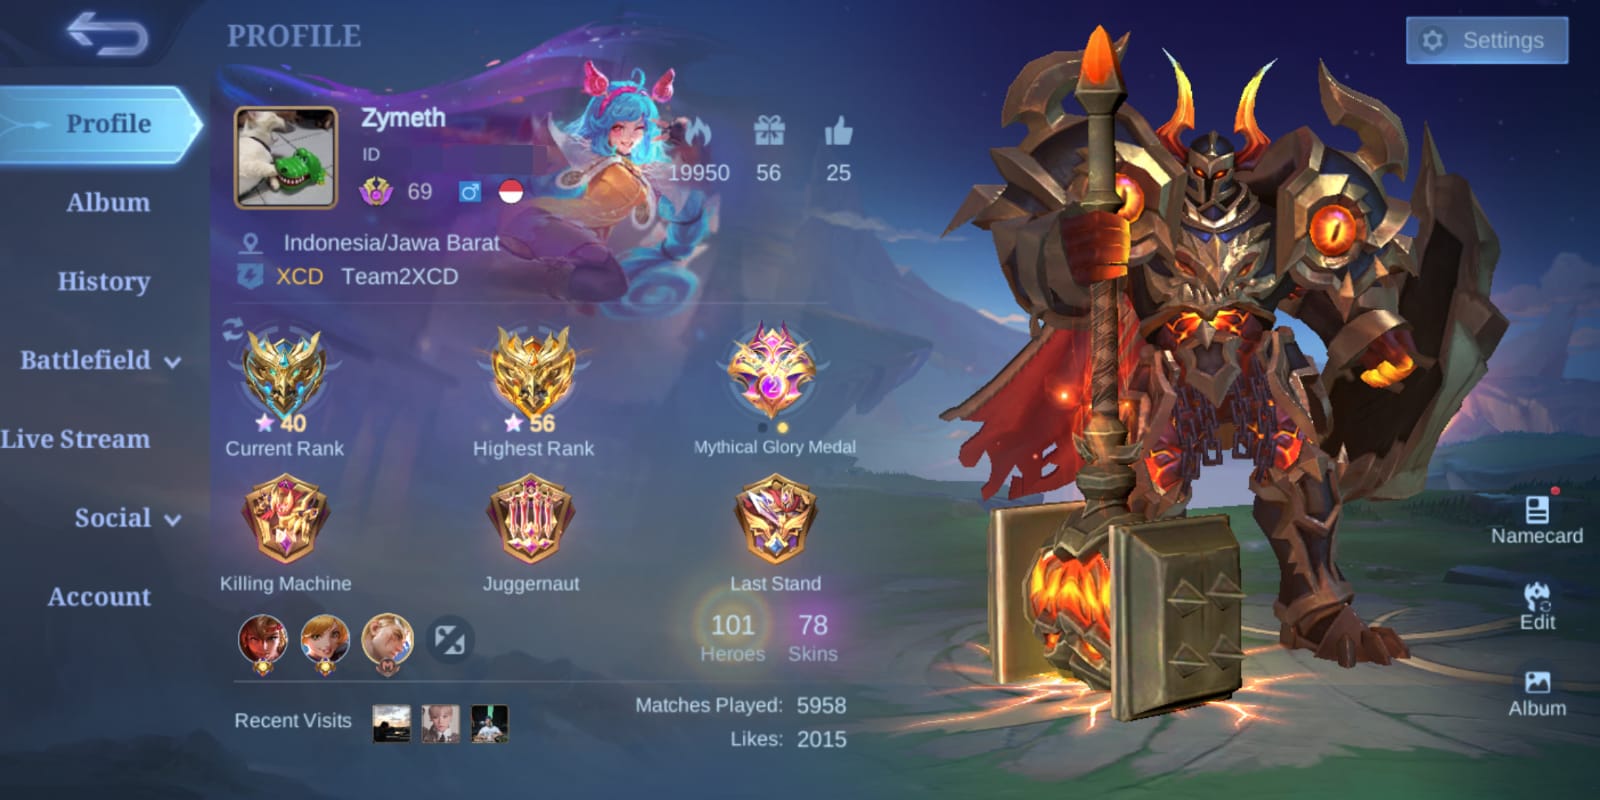 PROFILE
Settings
Profile
Album
History
Battlefield
Live Stream
Social
Account
Zymeth
ID
69
19950
56
25
Indonesia/Jawa Barat
XCD Team2XCD
40
Current Rank
56
Highest Rank
2
Mythical Glory Medal
Killing Machine
Juggernaut
Last Stand
M
101
Heroes
78
Skins
Recent Visits
Matches Played: 5958
Likes: 2015
Namecard
Edit
Album